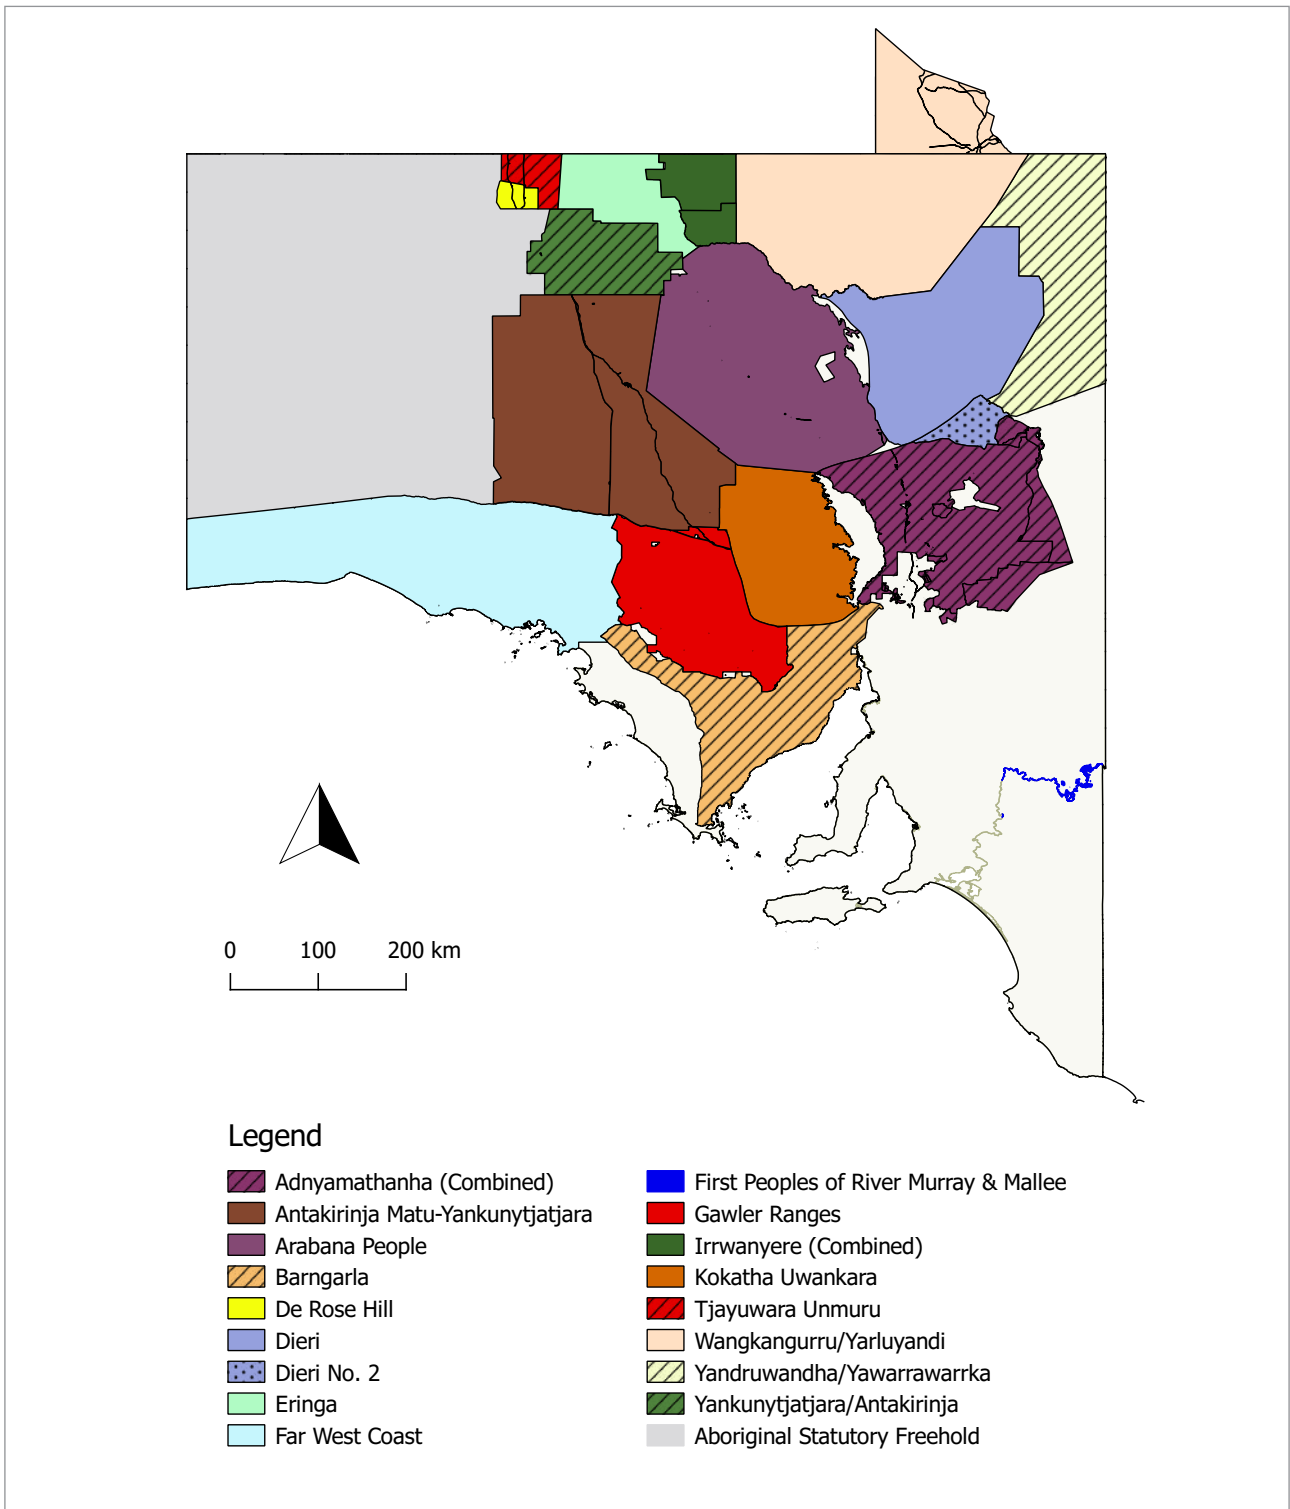 0 100 200 km
Legend
Adnyamathanha (Combined)
Antakirinja Matu-Yankunytjatjara
Arabana People
Barngarla
De Rose Hill
Dieri
Dieri No. 2
Eringa
Far West Coast
First Peoples of River Murray & Mallee
Gawler Ranges
Irrwanyere (Combined)
Kokatha Uwankara
Tjayuwara Unmuru
Wangkangurru/Yarluyandi
Yandruwandha/Yawarrawarrka
Yankunytjatjara/Antakirinja
Aboriginal Statutory Freehold